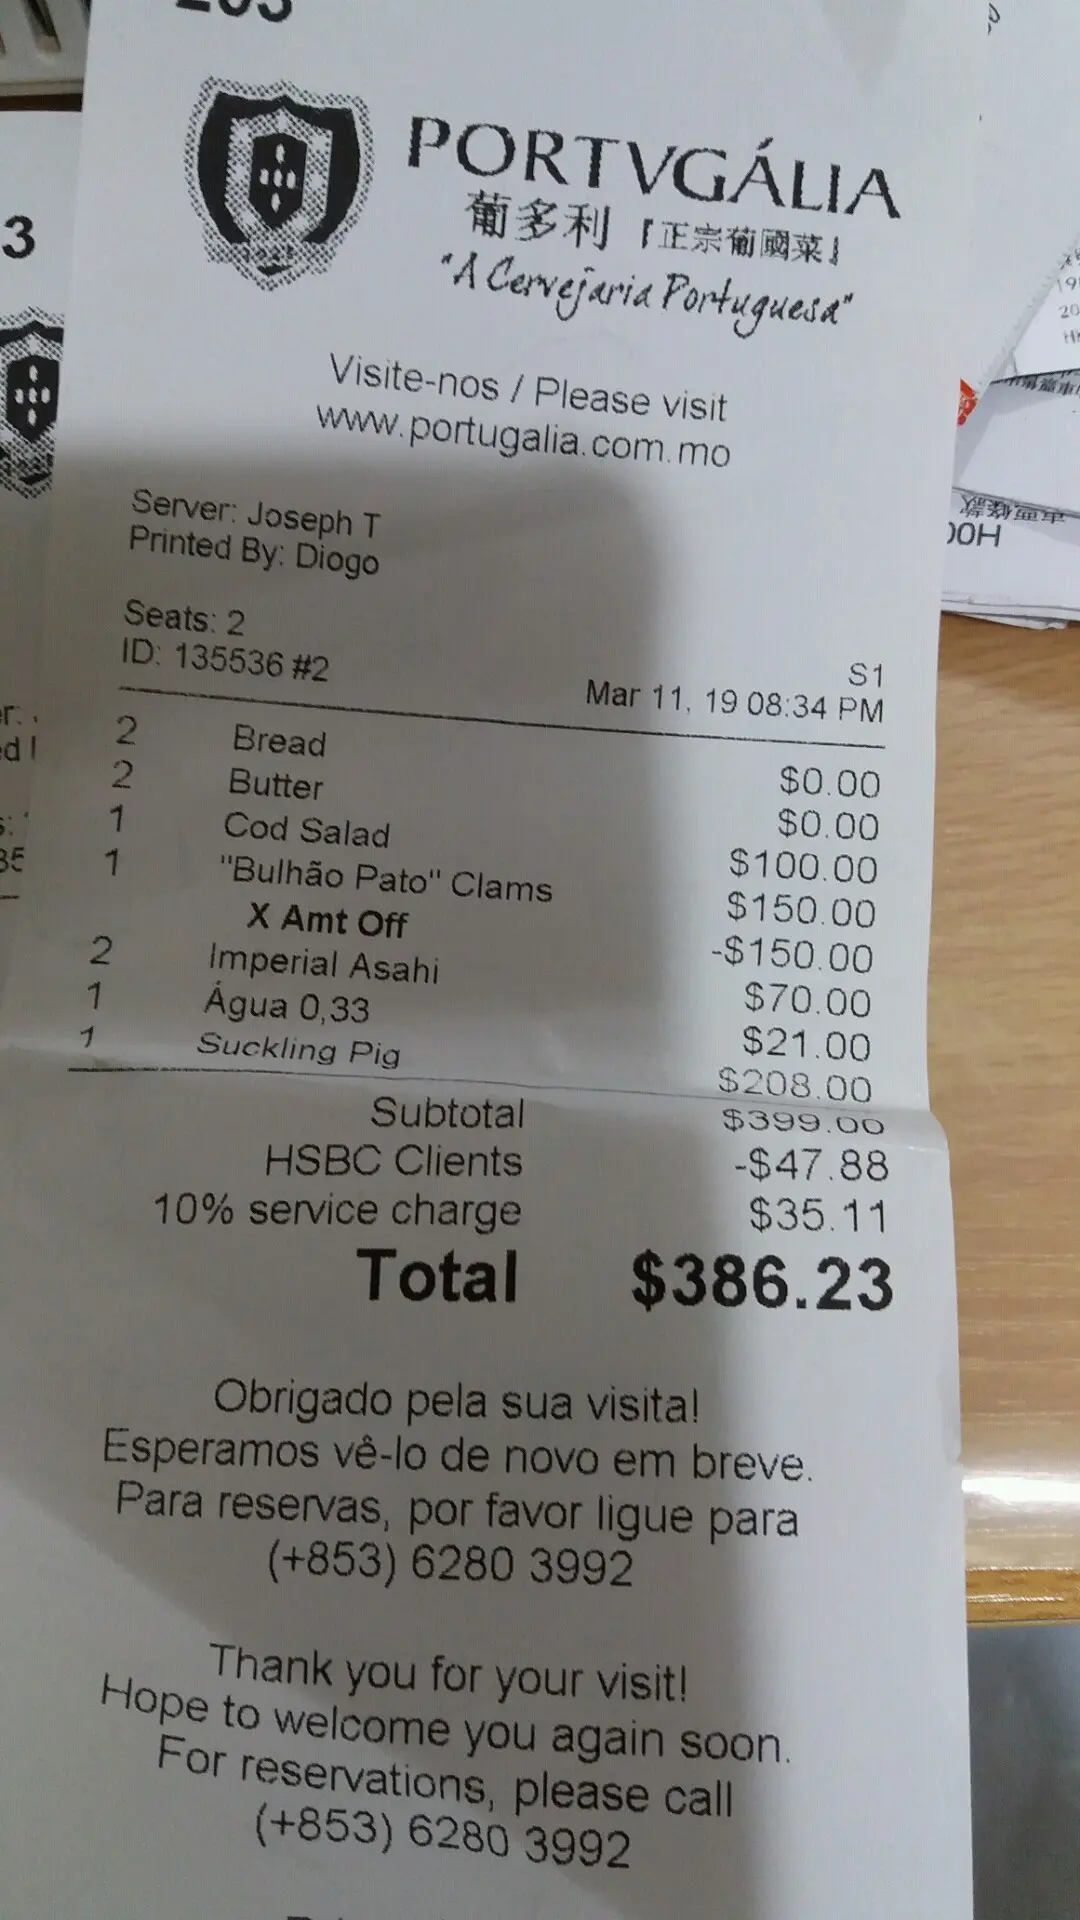 PORTVGÁLIA
葡多利「正宗葡國菜」
"A Cervejaria Portuguesa"
Visite-nos / Please visit
www.portugalia.com.mo
Server: Joseph T
Printed By: Diogo
Seats: 2
ID: 135536 #2
S1
Mar 11, 19 08:34 PM
2 Bread $0.00
2 Butter $0.00
1 Cod Salad $100.00
1 "Bulhão Pato" Clams $150.00
X Amt Off -$150.00
2 Imperial Asahi $70.00
1 Água 0,33 $21.00
1 Suckling Pig $208.00
Subtotal $399.00
HSBC Clients -$47.88
10% service charge $35.11
Total $386.23
Obrigado pela sua visita!
Esperamos vê-lo de novo em breve.
Para reservas, por favor ligue para
(+853) 6280 3992
Thank you for your visit!
Hope to welcome you again soon.
For reservations, please call
(+853) 6280 3992
3